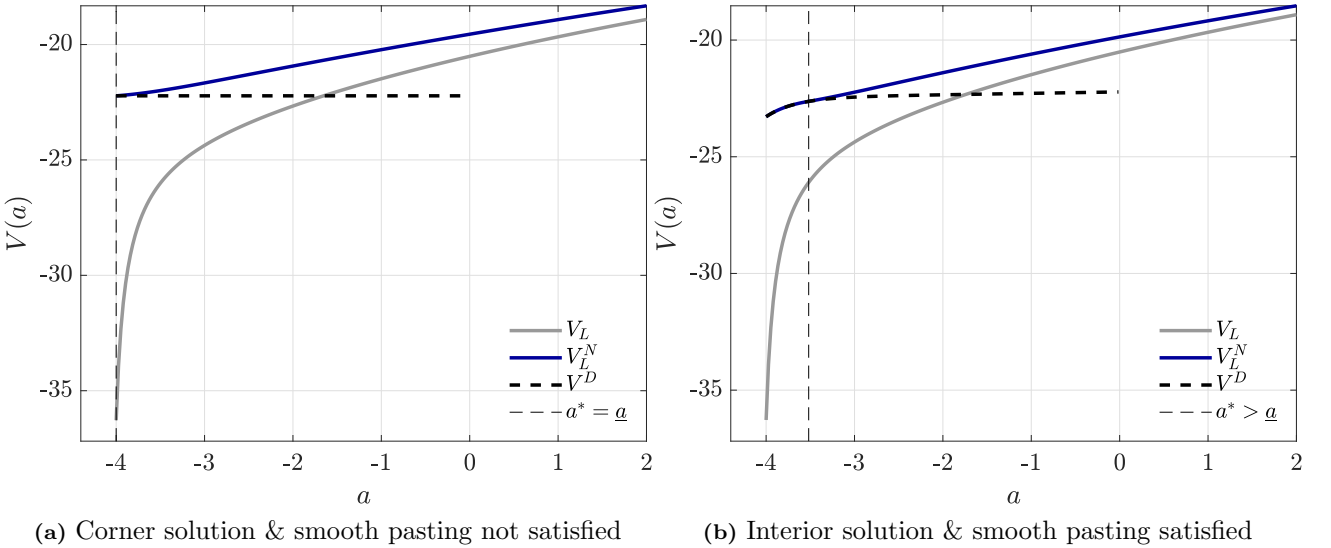 -20
-25
-30
-35
V(a)
-4 -3 -2 -1 0 1 2
a
V_L
V_L^N
V^D
a* = a̲
(a) Corner solution & smooth pasting not satisfied
-20
-25
-30
-35
V(a)
-4 -3 -2 -1 0 1 2
a
V_L
V_L^N
V^D
a* > a̲
(b) Interior solution & smooth pasting satisfied